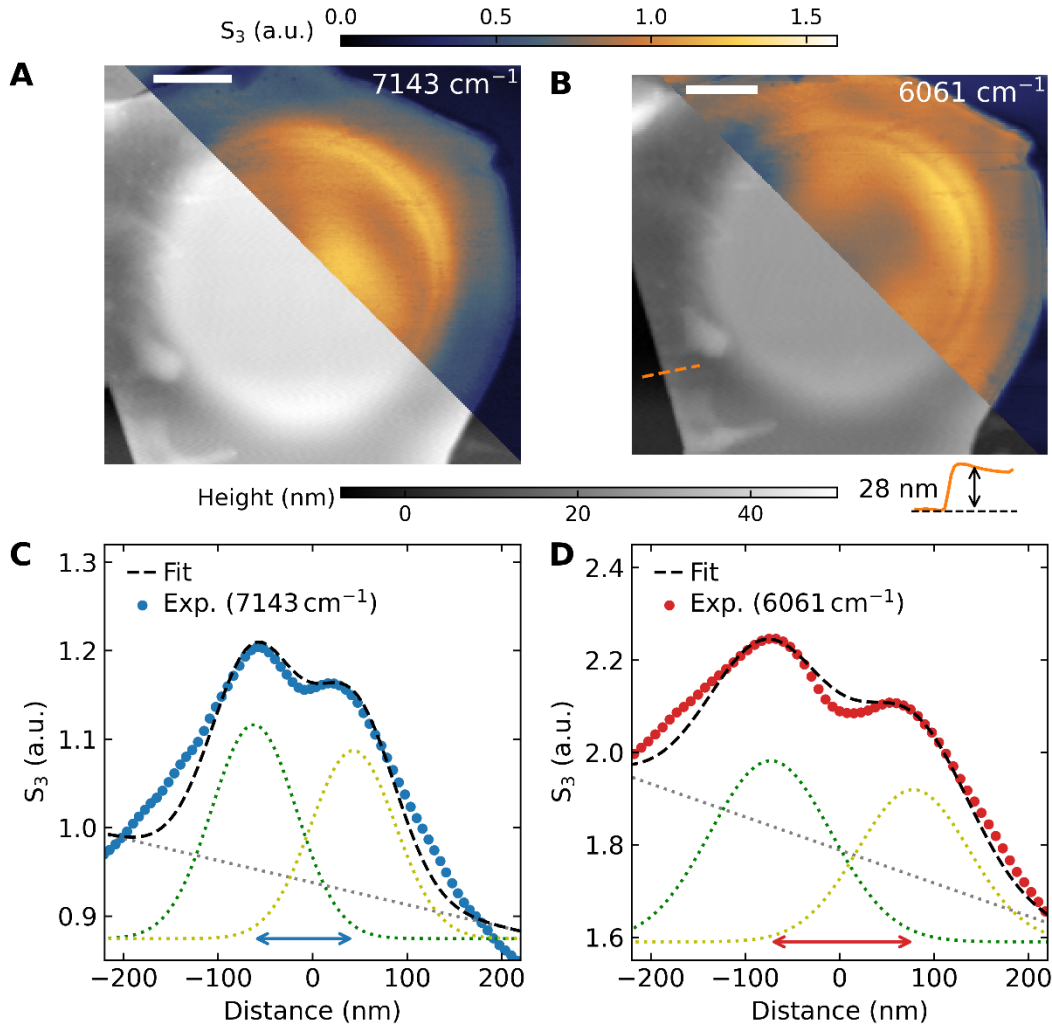 S₃ (a.u.)
0.0 0.5 1.0 1.5
A
7143 cm⁻¹
B
6061 cm⁻¹
Height (nm)
0 20 40
28 nm
C
1.3
1.2
1.1
1.0
0.9
S₃ (a.u.)
Fit
Exp. (7143 cm⁻¹)
−200 −100 0 100 200
Distance (nm)
D
2.4
2.2
2.0
1.8
1.6
S₃ (a.u.)
Fit
Exp. (6061 cm⁻¹)
−200 −100 0 100 200
Distance (nm)